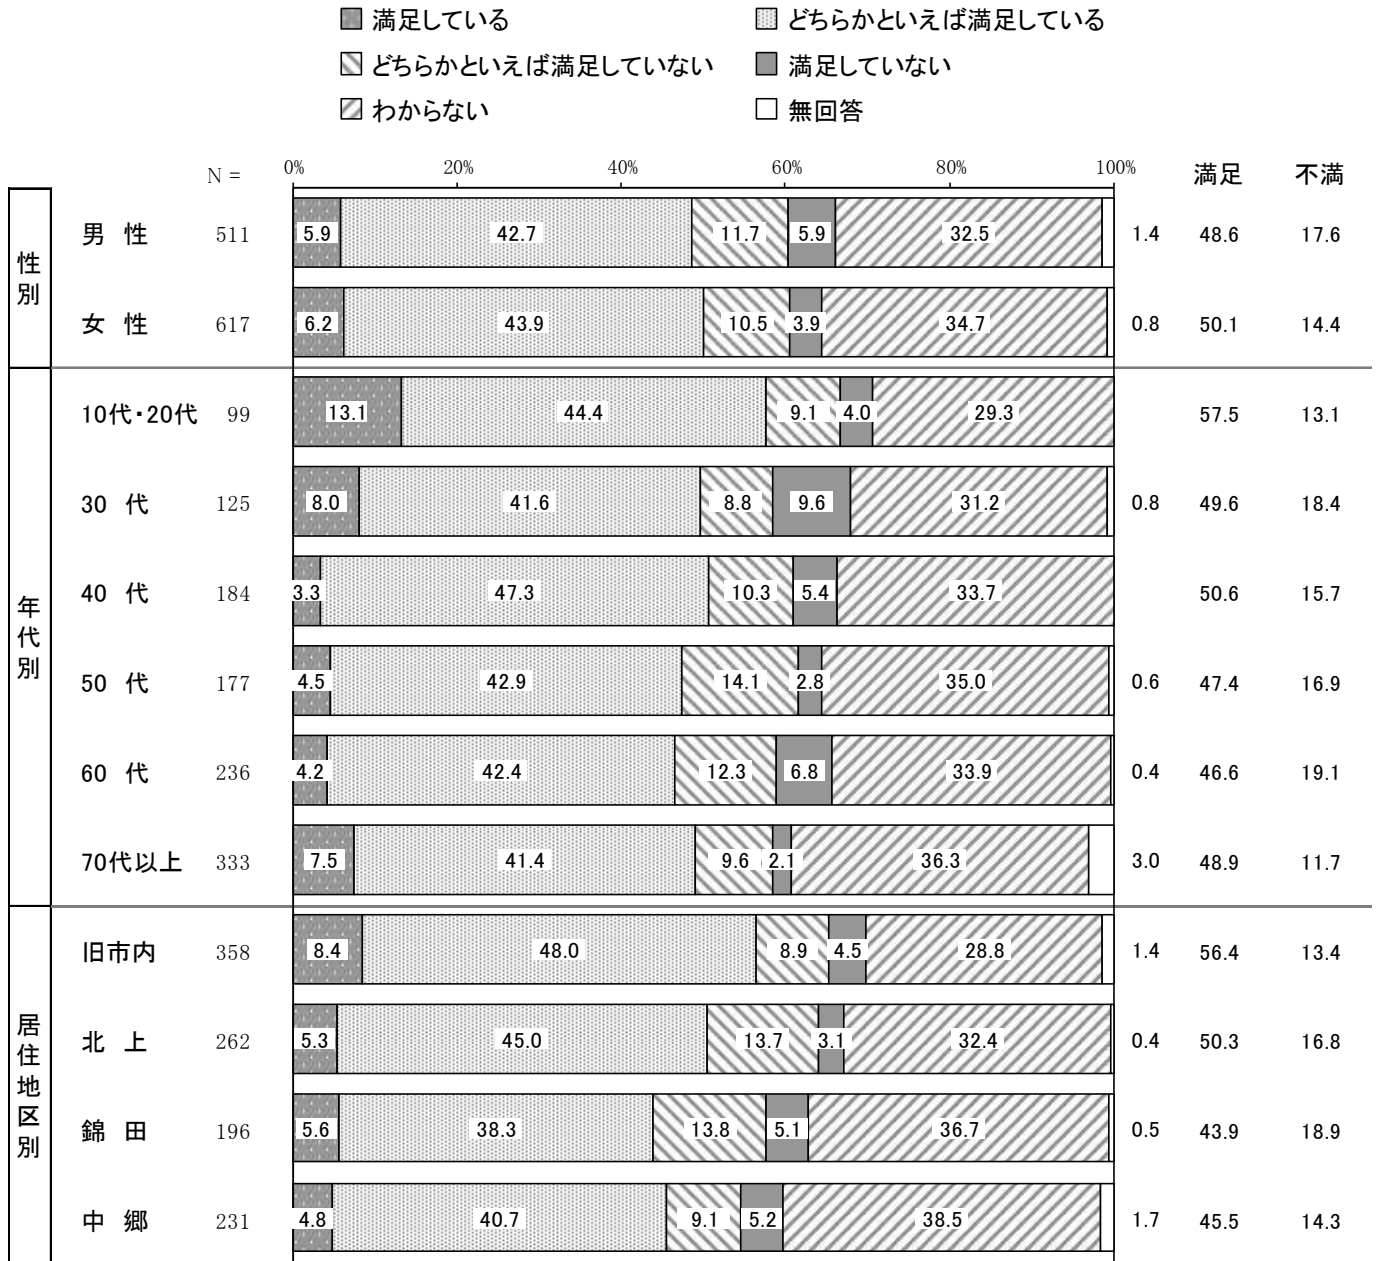 満足している どちらかといえば満足している
どちらかといえば満足していない 満足していない
わからない 無回答
N = 0% 20% 40% 60% 80% 100% 満足 不満
性別
男 性 511 5.9 42.7 11.7 5.9 32.5 1.4 48.6 17.6
女 性 617 6.2 43.9 10.5 3.9 34.7 0.8 50.1 14.4
年代別
10代・20代 99 13.1 44.4 9.1 4.0 29.3 57.5 13.1
30 代 125 8.0 41.6 8.8 9.6 31.2 0.8 49.6 18.4
40 代 184 3.3 47.3 10.3 5.4 33.7 50.6 15.7
50 代 177 4.5 42.9 14.1 2.8 35.0 0.6 47.4 16.9
60 代 236 4.2 42.4 12.3 6.8 33.9 0.4 46.6 19.1
70代以上 333 7.5 41.4 9.6 2.1 36.3 3.0 48.9 11.7
居住地区別
旧市内 358 8.4 48.0 8.9 4.5 28.8 1.4 56.4 13.4
北 上 262 5.3 45.0 13.7 3.1 32.4 0.4 50.3 16.8
錦 田 196 5.6 38.3 13.8 5.1 36.7 0.5 43.9 18.9
中 郷 231 4.8 40.7 9.1 5.2 38.5 1.7 45.5 14.3